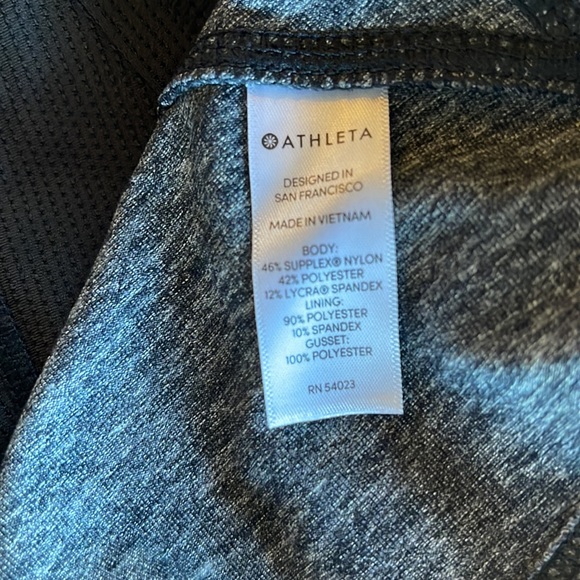 ATHLETA
DESIGNED IN
SAN FRANCISCO
MADE IN VIETNAM
BODY:
46% SUPPLEX® NYLON
42% POLYESTER
12% LYCRA® SPANDEX
LINING:
90% POLYESTER
10% SPANDEX
GUSSET:
100% POLYESTER
RN 54023